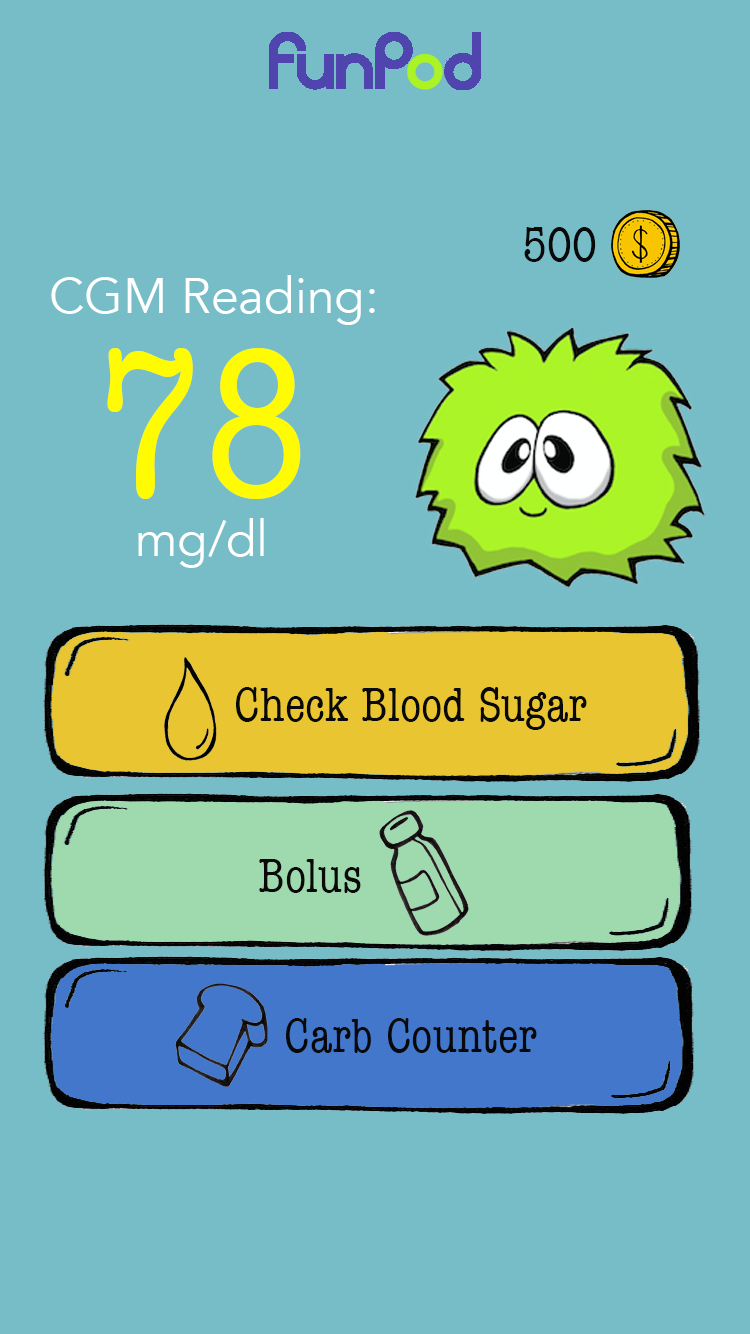 funPod
500
CGM Reading:
78
mg/dl
Check Blood Sugar
Bolus
Carb Counter